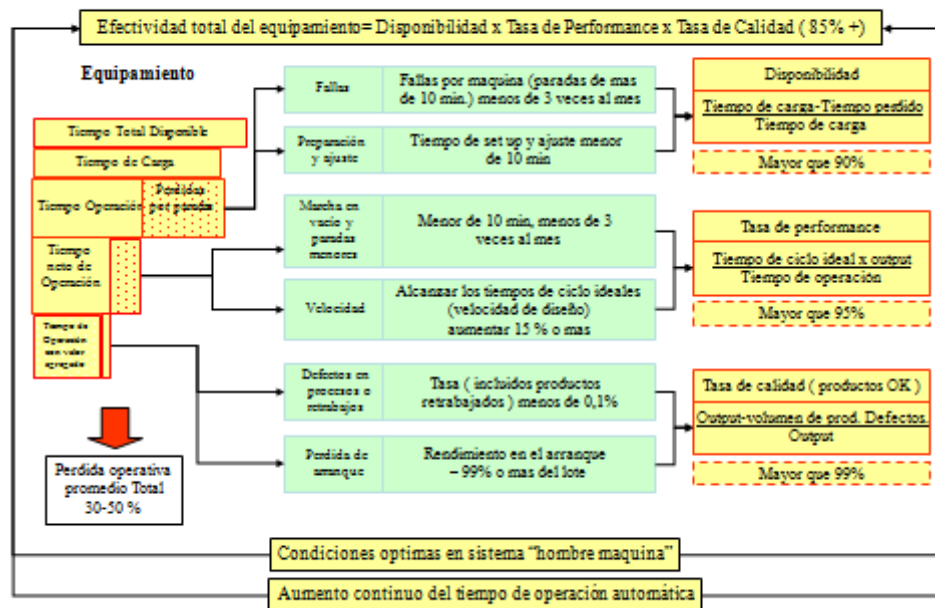 Efectividad total del equipamiento= Disponibilidad x Tasa de Performance x Tasa de Calidad ( 85% +)
Equipamiento
Tiempo Total Disponible
Tiempo de Carga
Tiempo Operación
Perdidas
por paradas
Tiempo
neto de
Operación
Tiempo de
Operación
con valor
agregado
Perdida operativa
promedio Total
30-50 %
Fallas
Fallas por maquina (paradas de mas
de 10 min.) menos de 3 veces al mes
Preparación
y ajuste
Tiempo de set up y ajuste menor
de 10 min
Marcha en
vacio y
paradas
menores
Menor de 10 min, menos de 3
veces al mes
Velocidad
Alcanzar los tiempos de ciclo ideales
(velocidad de diseño)
aumentar 15 % o mas
Defectos en
procesos o
retrabajos
Tasa ( incluidos productos
retrabajados ) menos de 0,1%
Perdida de
arranque
Rendimiento en el arranque
– 99% o mas del lote
Disponibilidad
Tiempo de carga-Tiempo perdido
Tiempo de carga
Mayor que 90%
Tasa de performance
Tiempo de ciclo ideal x output
Tiempo de operación
Mayor que 95%
Tasa de calidad ( productos OK )
Output-volumen de prod. Defectos.
Output
Mayor que 99%
Condiciones optimas en sistema “hombre maquina”
Aumento continuo del tiempo de operación automática